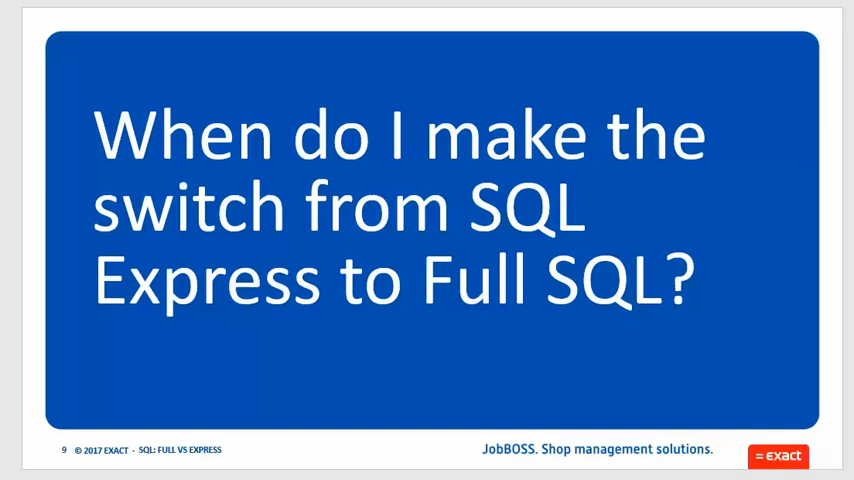 When do I make the
switch from SQL
Express to Full SQL?
9 © 2017 EXACT - SQL: FULL VS EXPRESS
JobBOSS. Shop management solutions.
= exact